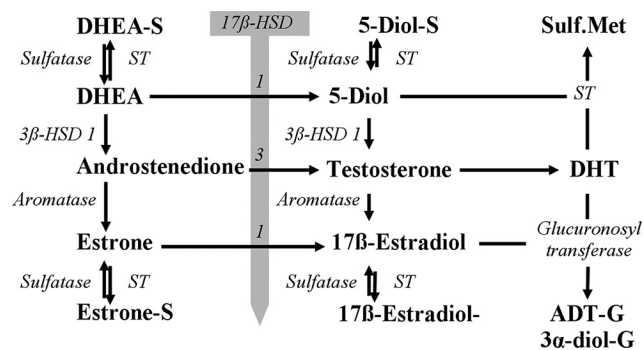 DHEA-S 17ß-HSD 5-Diol-S Sulf.Met
Sulfatase ST Sulfatase ST
DHEA 1 5-Diol ST
3ß-HSD 1 3ß-HSD 1
Androstenedione 3 Testosterone DHT
Aromatase Aromatase
Estrone 1 17ß-Estradiol Glucuronosyl
transferase
Sulfatase ST Sulfatase ST
Estrone-S 17ß-Estradiol- ADT-G
3α-diol-G